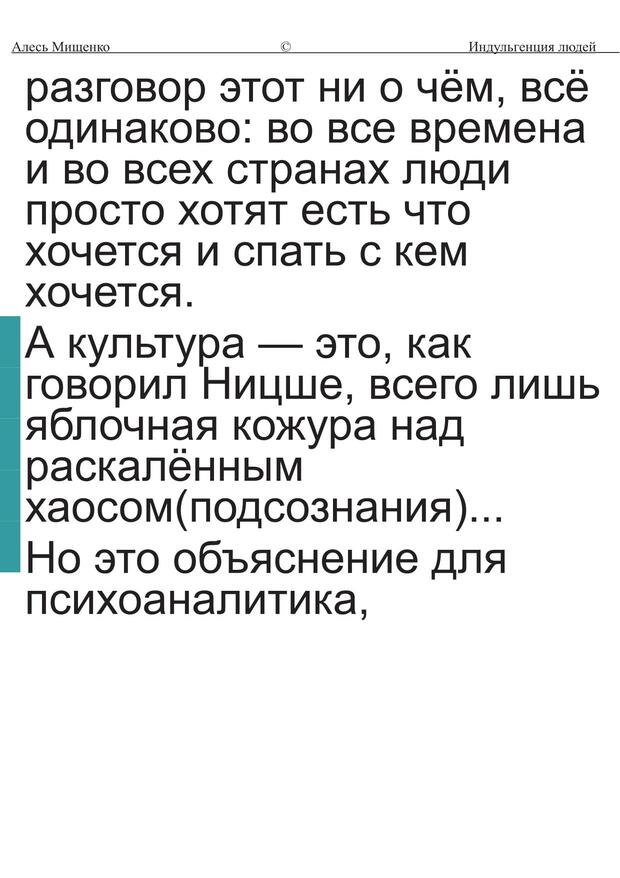 Алесь Мищенко © Индульгенция людей
разговор этот ни о чём, всё
одинаково: во все времена
и во всех странах люди
просто хотят есть что
хочется и спать с кем
хочется.
А культура — это, как
говорил Ницше, всего лишь
яблочная кожура над
раскалённым
хаосом(подсознания)...
Но это объяснение для
психоаналитика,